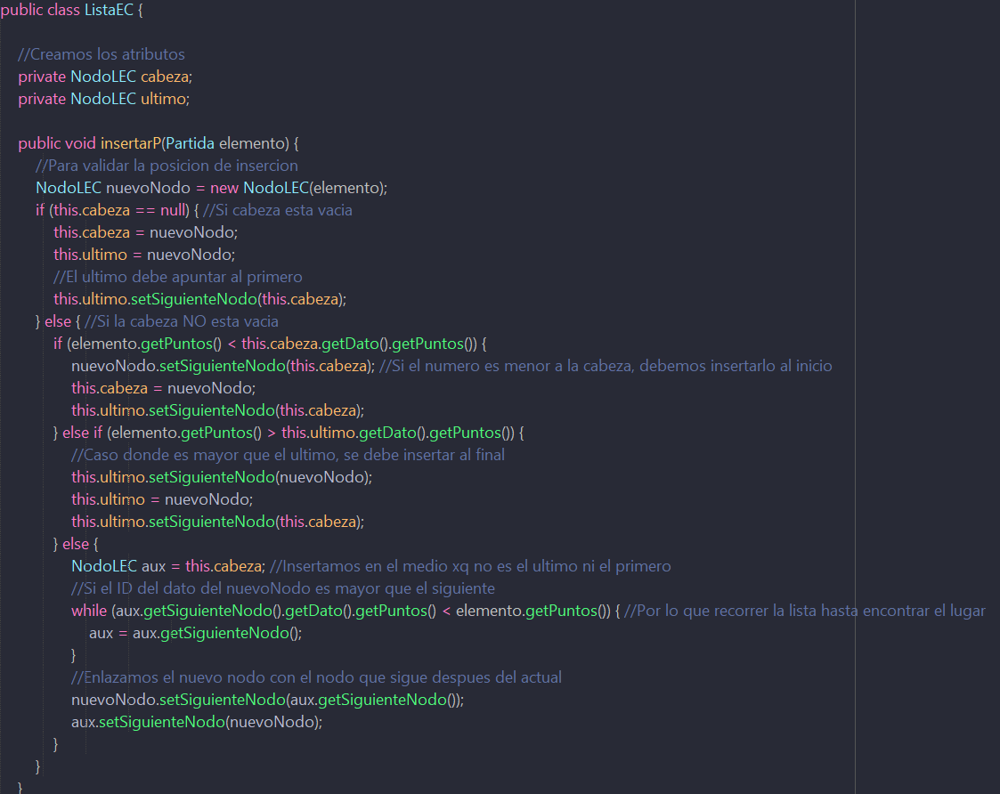 public class ListaEC {
//Creamos los atributos
private NodoLEC cabeza;
private NodoLEC ultimo;
public void insertarP(Partida elemento) {
//Para validar la posicion de insercion
NodoLEC nuevoNodo = new NodoLEC(elemento);
if (this.cabeza == null) { //Si cabeza esta vacia
this.cabeza = nuevoNodo;
this.ultimo = nuevoNodo;
//El ultimo debe apuntar al primero
this.ultimo.setSiguienteNodo(this.cabeza);
} else { //Si la cabeza NO esta vacia
if (elemento.getPuntos() < this.cabeza.getDato().getPuntos()) {
nuevoNodo.setSiguienteNodo(this.cabeza); //Si el numero es menor a la cabeza, debemos insertarlo al inicio
this.cabeza = nuevoNodo;
this.ultimo.setSiguienteNodo(this.cabeza);
} else if (elemento.getPuntos() > this.ultimo.getDato().getPuntos()) {
//Caso donde es mayor que el ultimo, se debe insertar al final
this.ultimo.setSiguienteNodo(nuevoNodo);
this.ultimo = nuevoNodo;
this.ultimo.setSiguienteNodo(this.cabeza);
} else {
NodoLEC aux = this.cabeza; //Insertamos en el medio xq no es el ultimo ni el primero
//Si el ID del dato del nuevoNodo es mayor que el siguiente
while (aux.getSiguienteNodo().getDato().getPuntos() < elemento.getPuntos()) { //Por lo que recorrer la lista hasta encontrar el lugar
aux = aux.getSiguienteNodo();
}
//Enlazamos el nuevo nodo con el nodo que sigue despues del actual
nuevoNodo.setSiguienteNodo(aux.getSiguienteNodo());
aux.setSiguienteNodo(nuevoNodo);
}
}
}